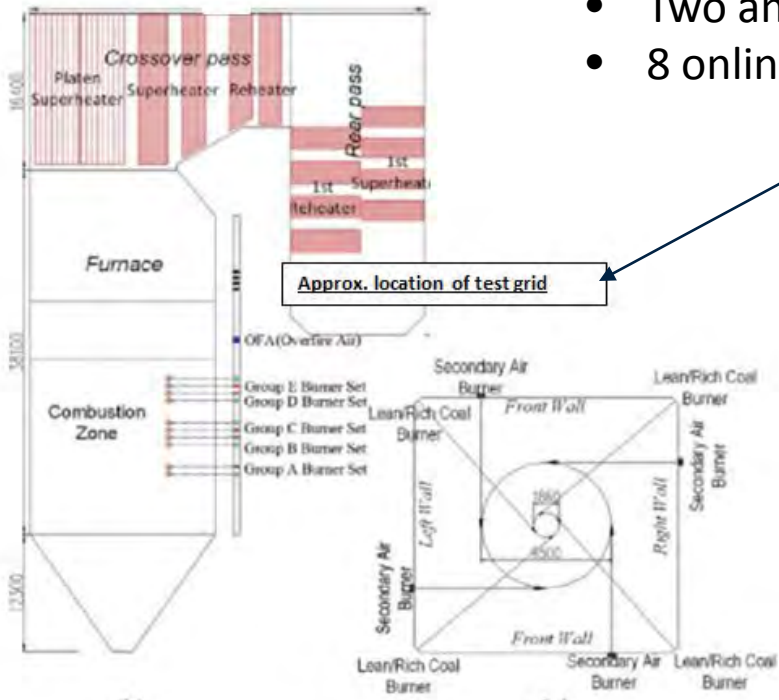 • Two an
• 8 onlin
Crossover pass
Platen
Superheater
Superheater
Reheater
Rear pass
1st
Superheat
1st
Reheater
16400
Furnace
Approx. location of test grid
38100
OFA(Overfire Air)
Group E Burner Set
Group D Burner Set
Group C Burner Set
Group B Burner Set
Group A Burner Set
Combustion
Zone
Secondary Air
Burner
Lean/Rich Coal
Burner
Front Wall
Lean/Rich Coal
Burner
Secondary Air
Burner
Left Wall
Right Wall
Secondary Air
Burner
Front Wall
Lean/Rich Coal
Burner
Secondary Air
Burner
Lean/Rich Coal
Burner